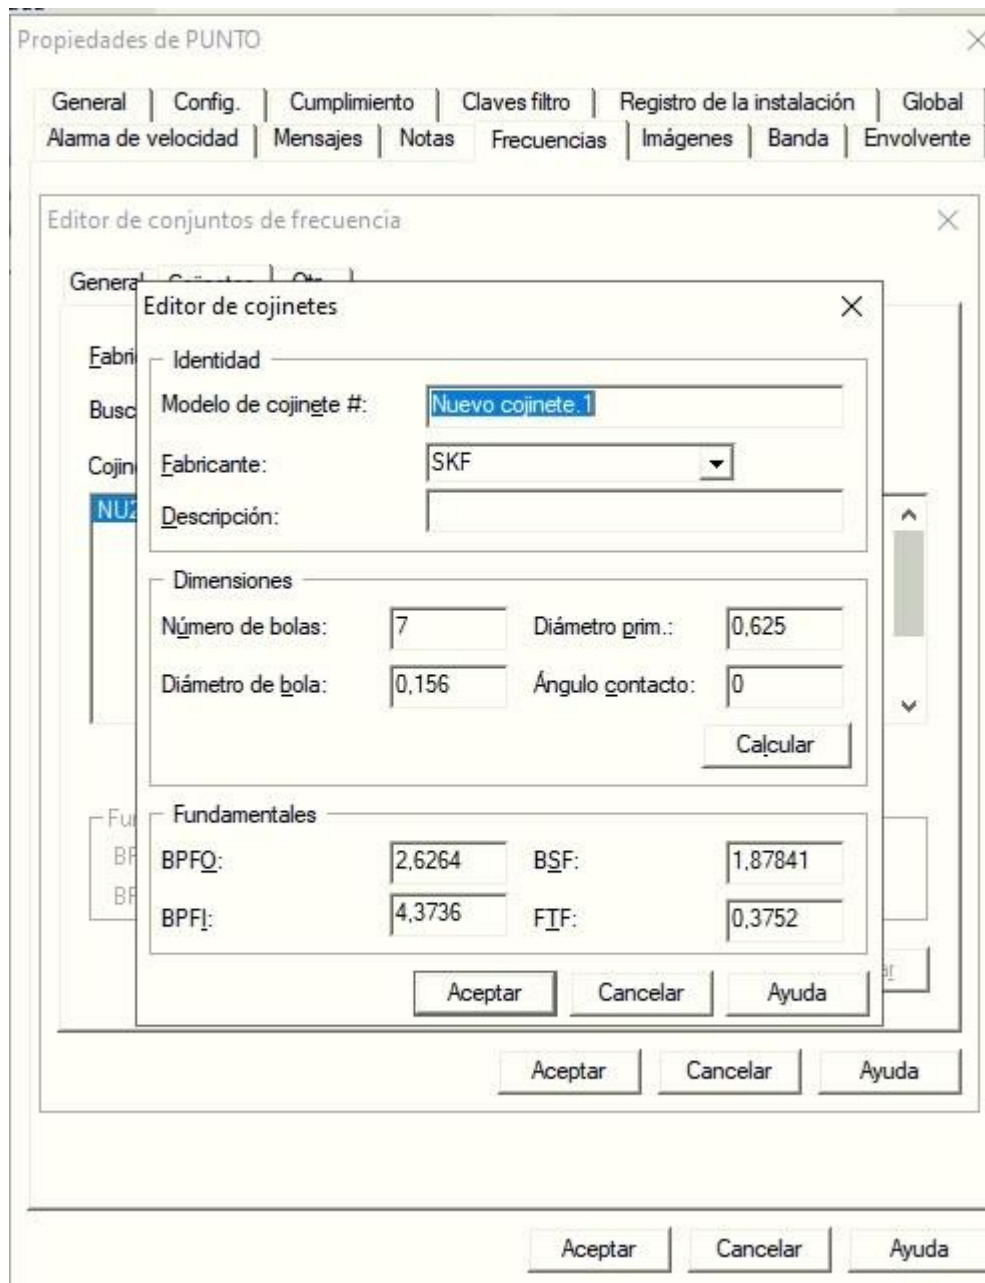 Propiedades de PUNTO
General Config. Cumplimiento Claves filtro Registro de la instalación Global
Alarma de velocidad Mensajes Notas Frecuencias Imágenes Banda Envolvente
Editor de conjuntos de frecuencia
General
Editor de cojinetes
Identidad
Modelo de cojinete #: Nuevo cojinete.1
Fabricante: SKF
Descripción:
Dimensiones
Número de bolas: 7 Diámetro prim.: 0,625
Diámetro de bola: 0,156 Ángulo contacto: 0
Calcular
Fundamentales
BPFO: 2,6264 BSF: 1,87841
BPFI: 4,3736 FTF: 0,3752
Aceptar Cancelar Ayuda
Aceptar Cancelar Ayuda
Aceptar Cancelar Ayuda